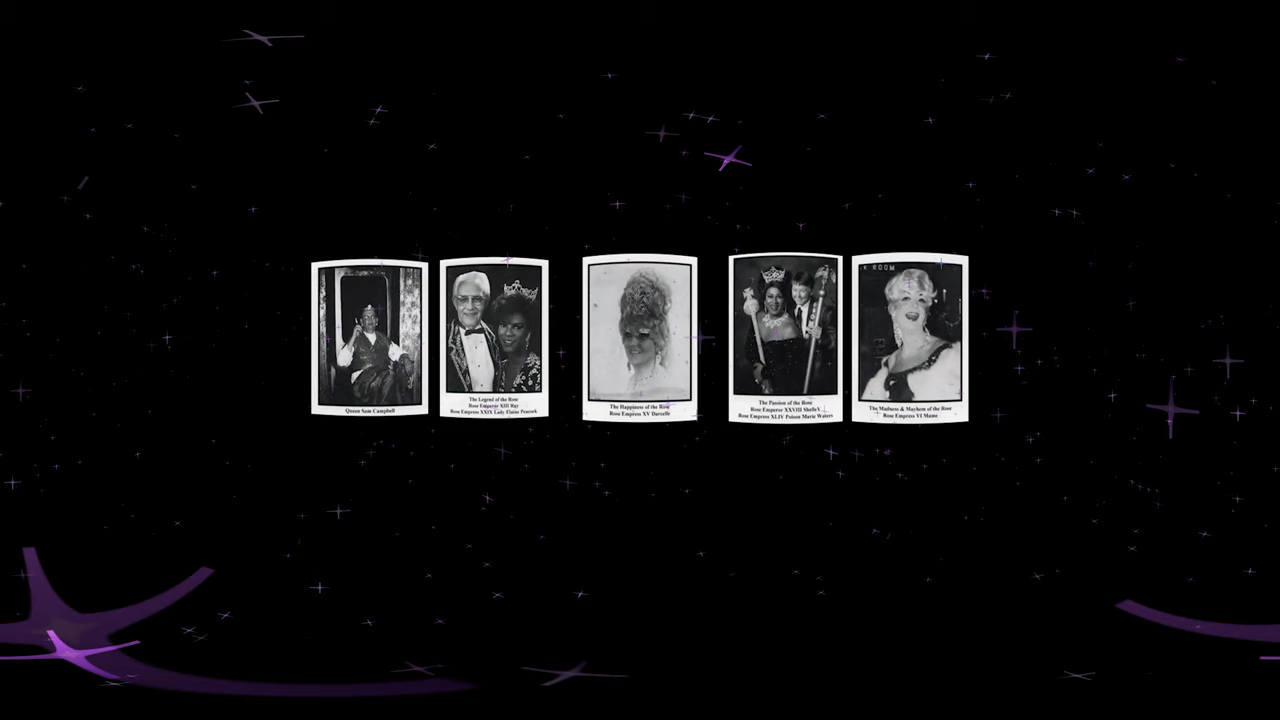 Queen Sam Campbell
The Legend of the Rose
Rose Emperor XIII Ray
Rose Empress XXIX Lady Elaine Peacock
The Happiness of the Rose
Rose Empress XV Darcelle
The Passion of the Rose
Rose Emperor XXVIII ShelleY
Rose Empress XLIV Poison Marie Waters
ROOM
The Madness & Mayhem of the Rose
Rose Empress VI Mame